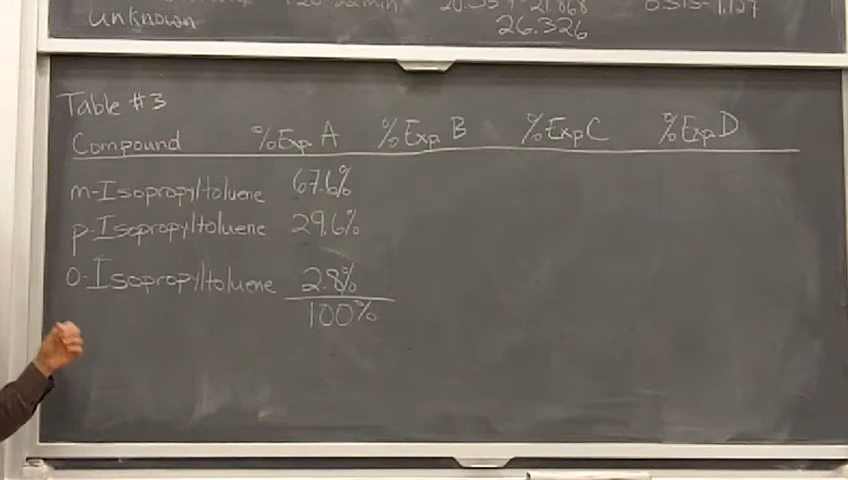 unknown
26.326
Table #3
Compound %Exp. A %Exp. B %Exp C %Exp. D
m-Isopropyltoluene 67.6%
p-Isopropyltoluene 29.6%
o-Isopropyltoluene 2.8%
100%